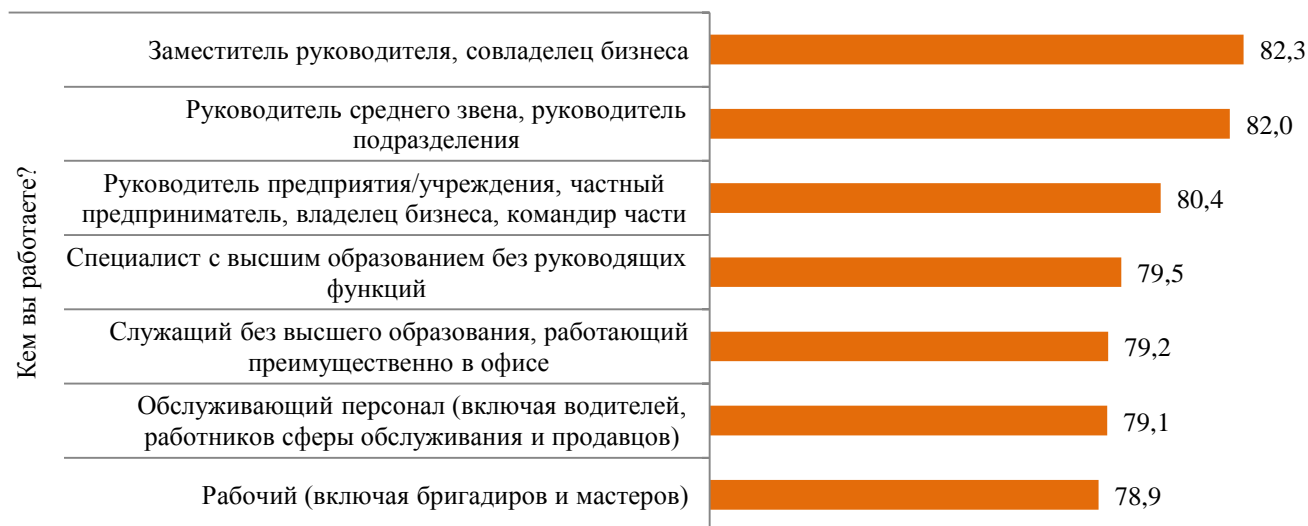 Кем вы работаете?
Заместитель руководителя, совладелец бизнеса
82,3
Руководитель среднего звена, руководитель
подразделения
82,0
Руководитель предприятия/учреждения, частный
предприниматель, владелец бизнеса, командир части
80,4
Специалист с высшим образованием без руководящих
функций
79,5
Служащий без высшего образования, работающий
преимущественно в офисе
79,2
Обслуживающий персонал (включая водителей,
работников сферы обслуживания и продавцов)
79,1
Рабочий (включая бригадиров и мастеров)
78,9